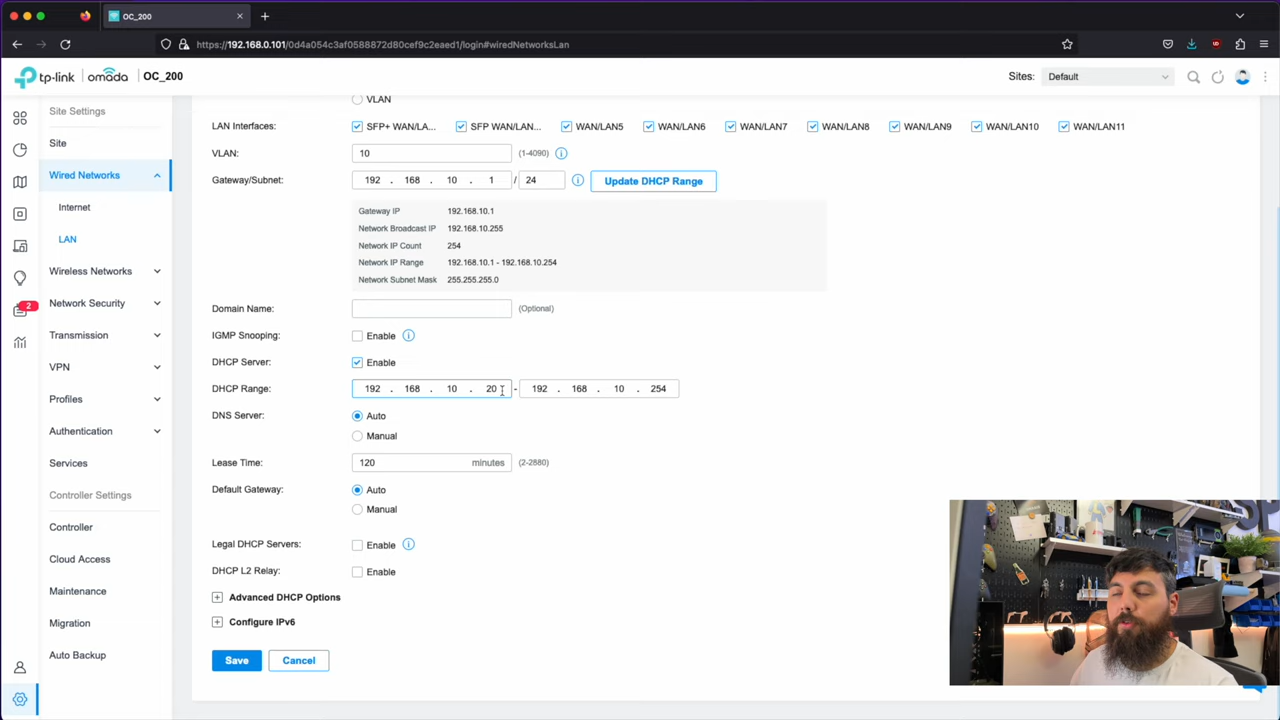 OC_200
https://192.168.0.101/0d4a054c3af0588872d80cef9c2eaed1/login#wiredNetworksLan
tp-link omada OC_200
Sites: Default
Site Settings
Site
Wired Networks
Internet
LAN
Wireless Networks
Network Security
2
Transmission
VPN
Profiles
Authentication
Services
Controller Settings
Controller
Cloud Access
Maintenance
Migration
Auto Backup
VLAN
LAN Interfaces: SFP+ WAN/LA... SFP WAN/LAN... WAN/LAN5 WAN/LAN6 WAN/LAN7 WAN/LAN8 WAN/LAN9 WAN/LAN10 WAN/LAN11
VLAN: 10 (1-4090)
Gateway/Subnet: 192 . 168 . 10 . 1 / 24 Update DHCP Range
Gateway IP 192.168.10.1
Network Broadcast IP 192.168.10.255
Network IP Count 254
Network IP Range 192.168.10.1 - 192.168.10.254
Network Subnet Mask 255.255.255.0
Domain Name: (Optional)
IGMP Snooping: Enable
DHCP Server: Enable
DHCP Range: 192 . 168 . 10 . 20 - 192 . 168 . 10 . 254
DNS Server: Auto
Manual
Lease Time: 120 minutes (2-2880)
Default Gateway: Auto
Manual
Legal DHCP Servers: Enable
DHCP L2 Relay: Enable
Advanced DHCP Options
Configure IPv6
Save Cancel